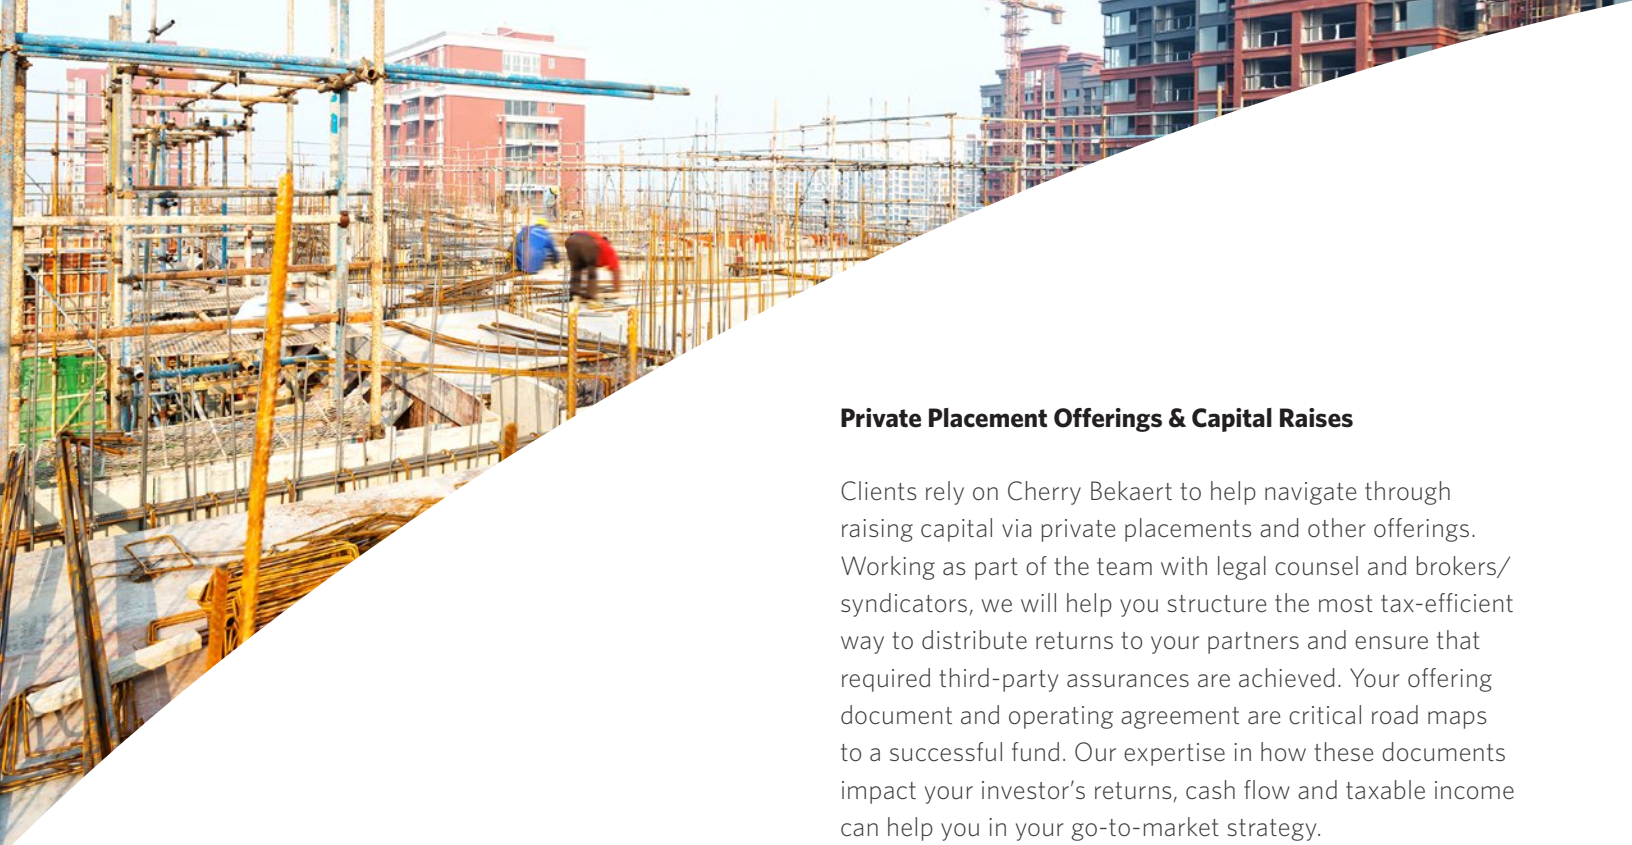 Private Placement Offerings & Capital Raises
Clients rely on Cherry Bekaert to help navigate through
raising capital via private placements and other offerings.
Working as part of the team with legal counsel and brokers/
syndicators, we will help you structure the most tax-efficient
way to distribute returns to your partners and ensure that
required third-party assurances are achieved. Your offering
document and operating agreement are critical road maps
to a successful fund. Our expertise in how these documents
impact your investor’s returns, cash flow and taxable income
can help you in your go-to-market strategy.